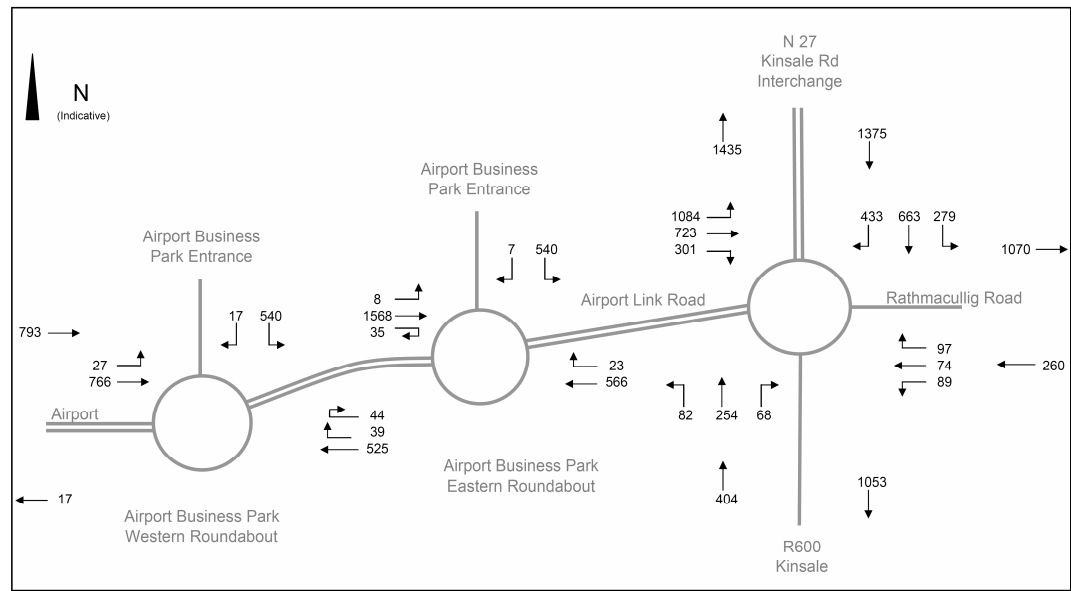 N 27
Kinsale Rd
Interchange
N
(Indicative)
1435
1375
Airport Business
Park Entrance
1084
723
301
433 663 279
Airport Business
Park Entrance
7 540
1070
8
1568
35
Airport Link Road
Rathmacullig Road
793
17 540
27
766
97
74
89
260
23
566
Airport
44
39
525
82 254 68
Airport Business Park
Eastern Roundabout
404
1053
17
Airport Business Park
Western Roundabout
R600
Kinsale